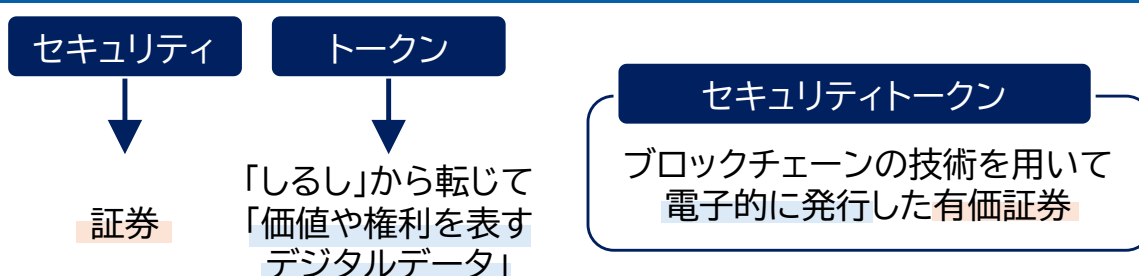 セキュリティ
トークン
証券
「しるし」から転じて
「価値や権利を表す
デジタルデータ」
セキュリティトークン
ブロックチェーンの技術を用いて
電子的に発行した有価証券